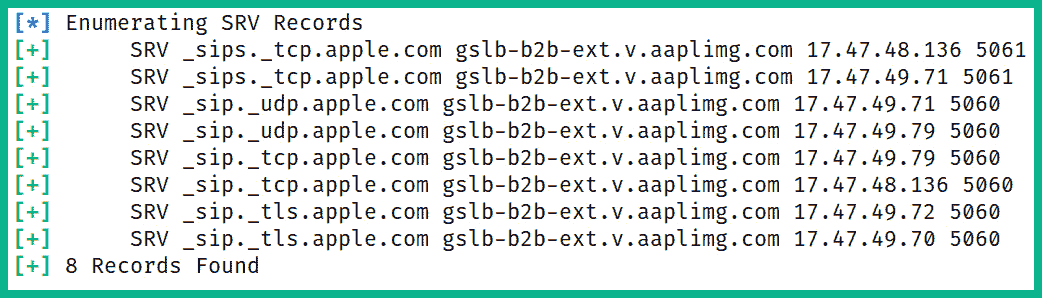 [*] Enumerating SRV Records
[+] SRV _sips._tcp.apple.com gslb-b2b-ext.v.aaplimg.com 17.47.48.136 5061
[+] SRV _sips._tcp.apple.com gslb-b2b-ext.v.aaplimg.com 17.47.49.71 5061
[+] SRV _sip._udp.apple.com gslb-b2b-ext.v.aaplimg.com 17.47.49.71 5060
[+] SRV _sip._udp.apple.com gslb-b2b-ext.v.aaplimg.com 17.47.49.79 5060
[+] SRV _sip._tcp.apple.com gslb-b2b-ext.v.aaplimg.com 17.47.49.79 5060
[+] SRV _sip._tcp.apple.com gslb-b2b-ext.v.aaplimg.com 17.47.48.136 5060
[+] SRV _sip._tls.apple.com gslb-b2b-ext.v.aaplimg.com 17.47.49.72 5060
[+] SRV _sip._tls.apple.com gslb-b2b-ext.v.aaplimg.com 17.47.49.70 5060
[+] 8 Records Found